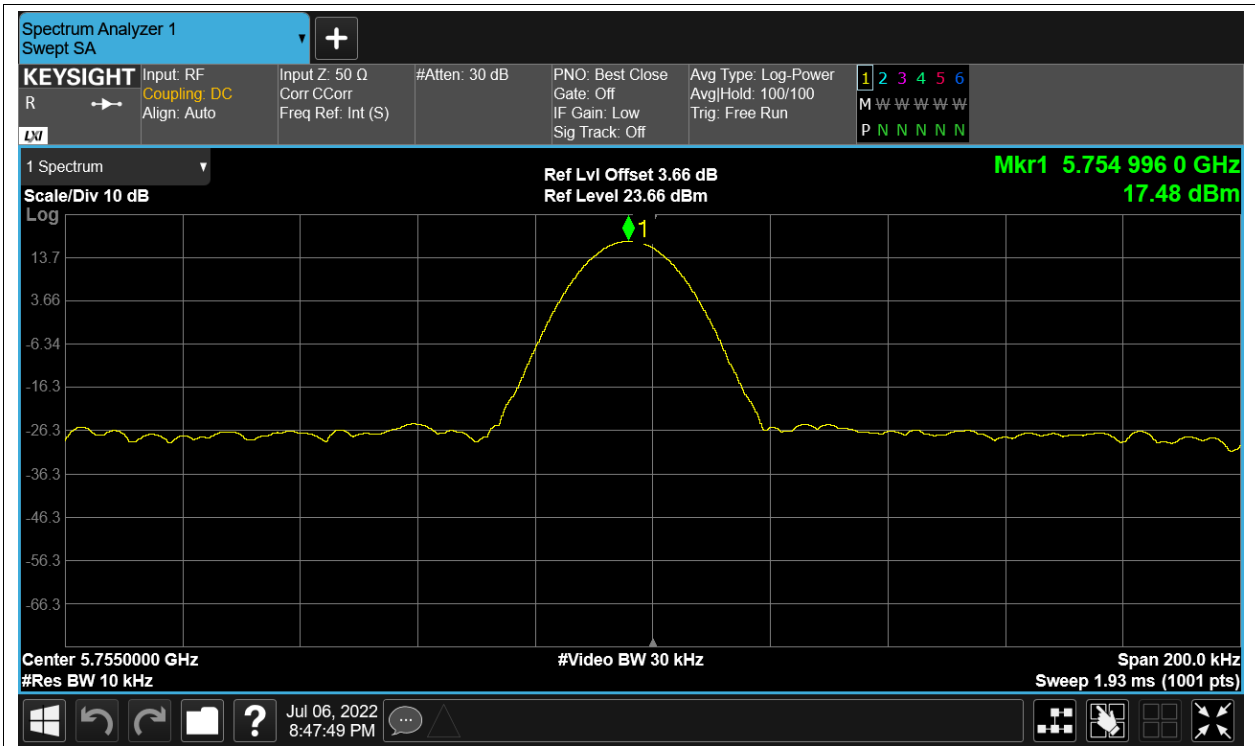 Spectrum Analyzer 1
Swept SA
KEYSIGHT
R
LXI
Input: RF
Coupling: DC
Align: Auto
Input Z: 50 Ω
Corr CCorr
Freq Ref: Int (S)
#Atten: 30 dB
PNO: Best Close
Gate: Off
IF Gain: Low
Sig Track: Off
Avg Type: Log-Power
Avg|Hold: 100/100
Trig: Free Run
1 2 3 4 5 6
M W W W W W
P N N N N N
1 Spectrum
Scale/Div 10 dB
Log
Ref Lvl Offset 3.66 dB
Ref Level 23.66 dBm
Mkr1 5.754 996 0 GHz
17.48 dBm
1
13.7
3.66
-6.34
-16.3
-26.3
-36.3
-46.3
-56.3
-66.3
Center 5.7550000 GHz
#Res BW 10 kHz
#Video BW 30 kHz
Span 200.0 kHz
Sweep 1.93 ms (1001 pts)
?
Jul 06, 2022
8:47:49 PM